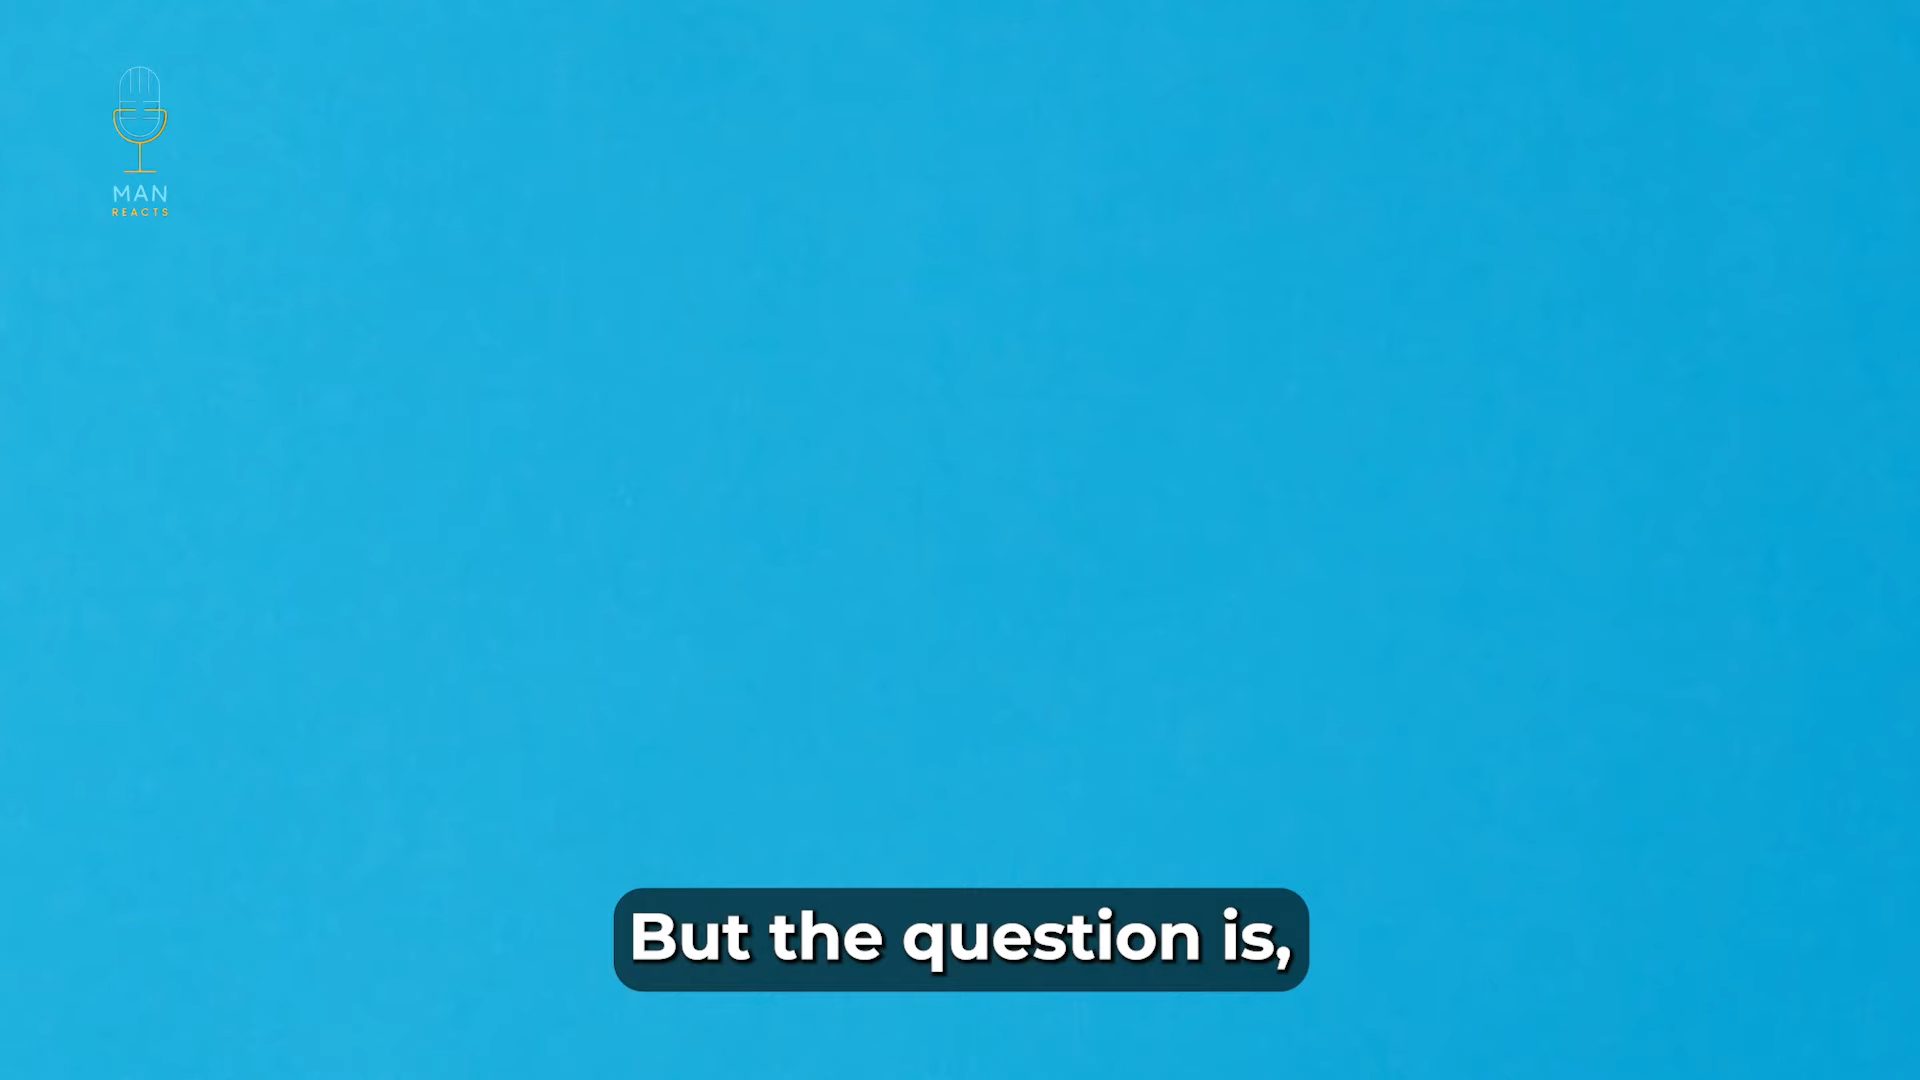 MAN
REACTS
But the question is,